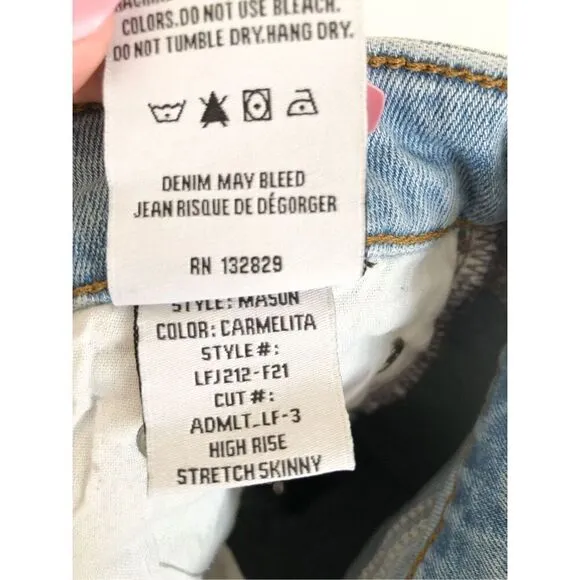 COLORS.DO NOT USE BLEACH.
DO NOT TUMBLE DRY.HANG DRY.
DENIM MAY BLEED
JEAN RISQUE DE DÉGORGER
RN 132829
STYLE: MASON
COLOR: CARMELITA
STYLE#:
LFJ212-F21
CUT #:
ADMLT_LF-3
HIGH RISE
STRETCH SKINNY